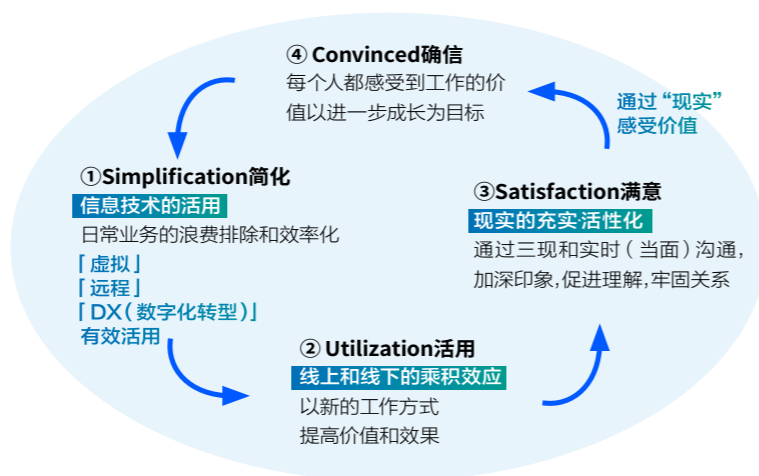 ④ Convinced确信
每个人都感受到工作的价
值以进一步成长为目标
通过“现实”
感受价值
①Simplification简化
信息技术的活用
日常业务的浪费排除和效率化
「虚拟」
「远程」
「DX(数字化转型)」
有效活用
② Utilization活用
线上和线下的乘积效应
以新的工作方式
提高价值和效果
③Satisfaction满意
现实的充实·活性化
通过三现和实时(当面)沟通,
加深印象,促进理解,牢固关系